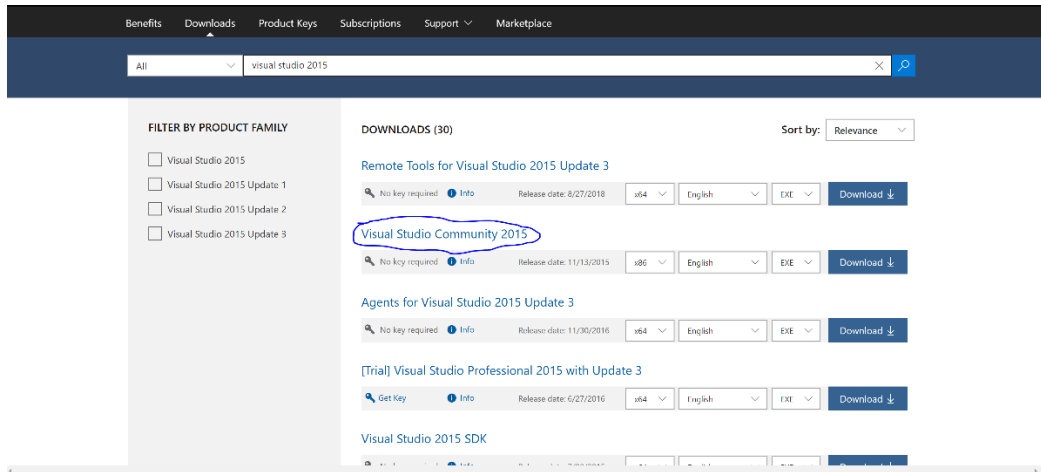 Benefits Downloads Product Keys Subscriptions Support Marketplace
All visual studio 2015
FILTER BY PRODUCT FAMILY
Visual Studio 2015
Visual Studio 2015 Update 1
Visual Studio 2015 Update 2
Visual Studio 2015 Update 3
DOWNLOADS (30)
Sort by: Relevance
Remote Tools for Visual Studio 2015 Update 3
No key required Info Release date: 8/27/2018 x64 English EXE Download
Visual Studio Community 2015
No key required Info Release date: 11/13/2015 x86 English EXE Download
Agents for Visual Studio 2015 Update 3
No key required Info Release date: 11/30/2016 x64 English EXE Download
[Trial] Visual Studio Professional 2015 with Update 3
Get Key Info Release date: 6/27/2016 x64 English EXE Download
Visual Studio 2015 SDK